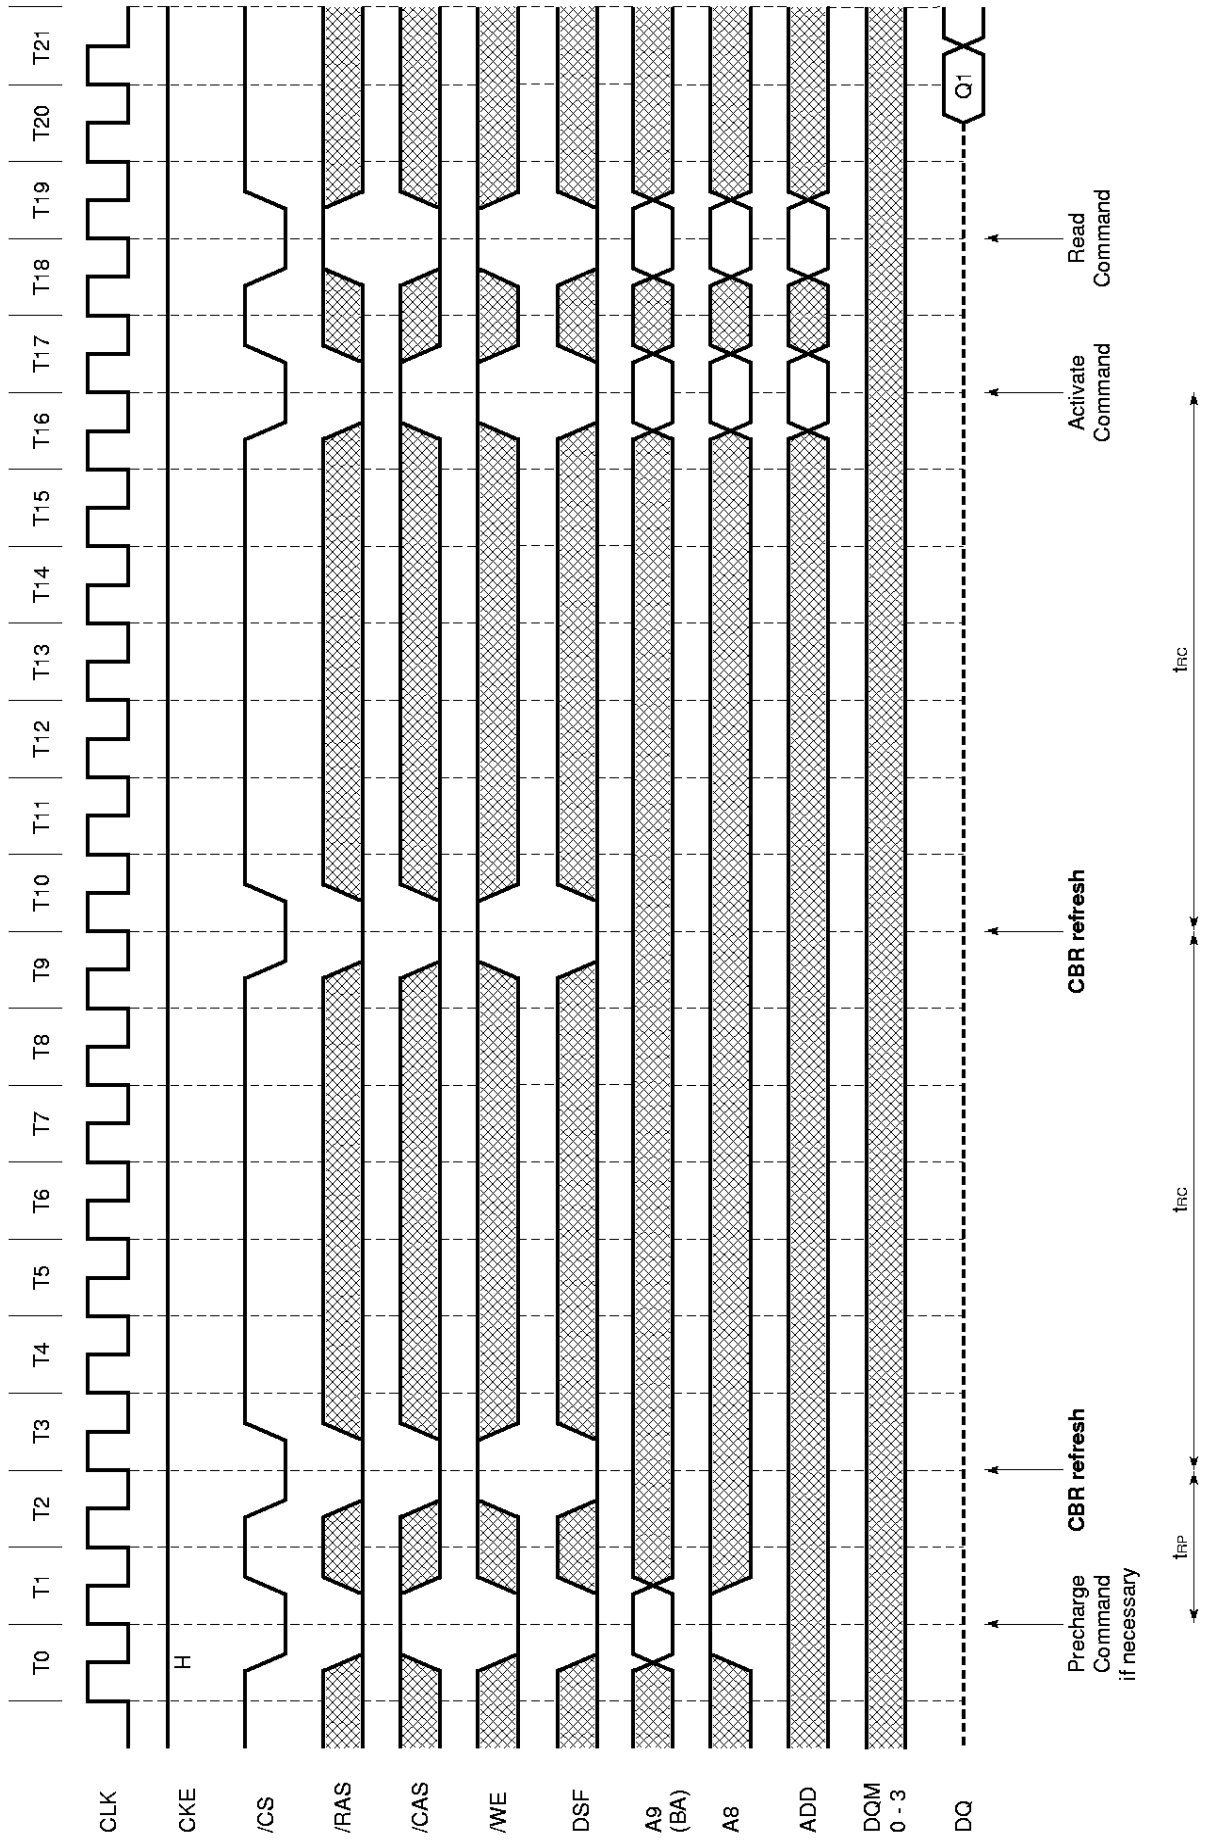 T0 T1 T2 T3 T4 T5 T6 T7 T8 T9 T10 T11 T12 T13 T14 T15 T16 T17 T18 T19 T20 T21
CLK
CKE
H
/CS
/RAS
/CAS
/WE
DSF
A9
(BA)
A8
ADD
DQM
0 - 3
DQ
Q1
Precharge
Command
if necessary
CBR refresh
CBR refresh
Activate
Command
Read
Command
tRP
tRC
tRC